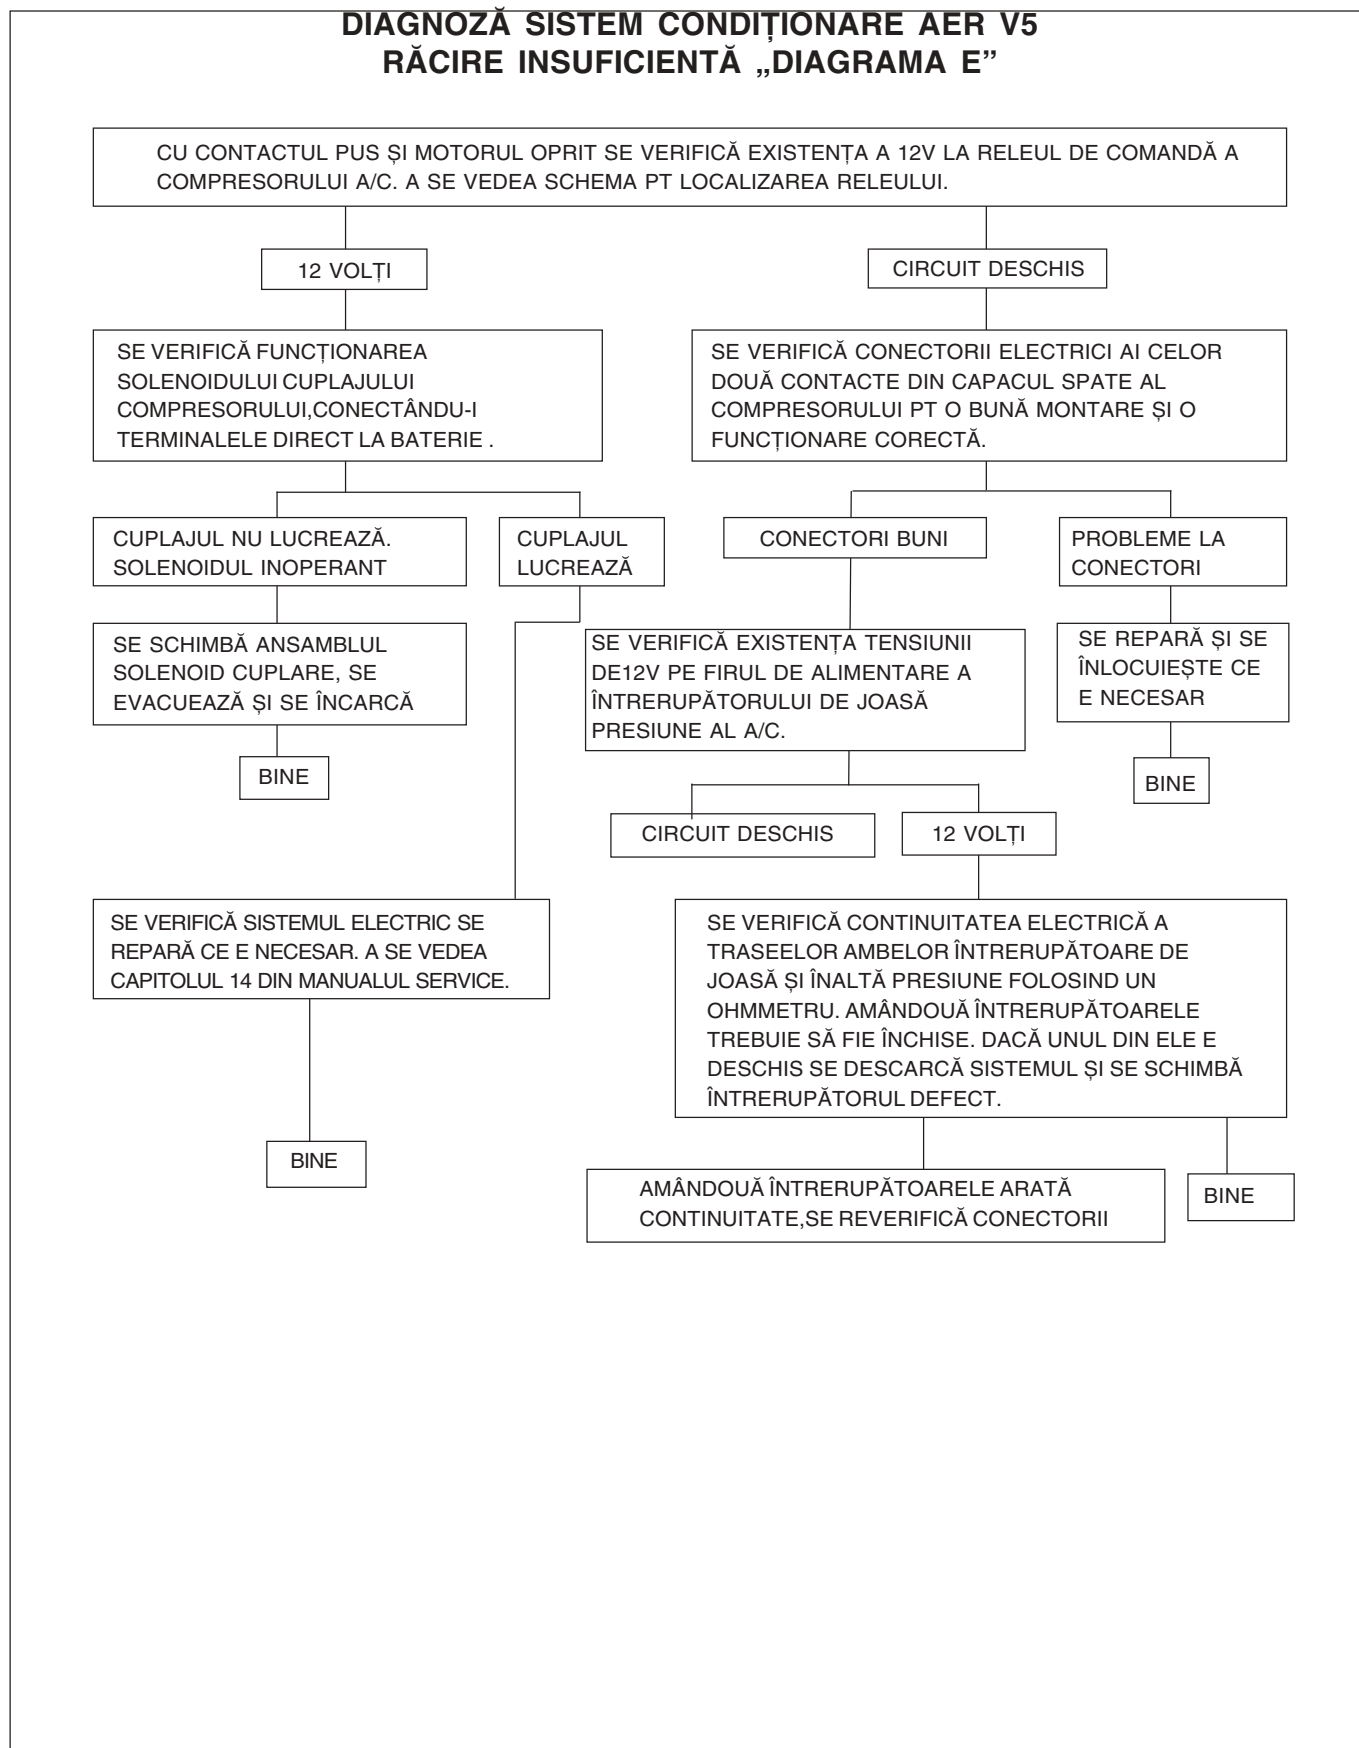 DIAGNOZĂ SISTEM CONDIȚIONARE AER V5
RĂCIRE INSUFICIENTĂ „DIAGRAMA E”
CU CONTACTUL PUS ȘI MOTORUL OPRIT SE VERIFICĂ EXISTENȚA A 12V LA RELEUL DE COMANDĂ A
COMPRESORULUI A/C. A SE VEDEA SCHEMA PT LOCALIZAREA RELEULUI.
12 VOLȚI
CIRCUIT DESCHIS
SE VERIFICĂ FUNCȚIONAREA
SOLENOIDULUI CUPLAJULUI
COMPRESORULUI,CONECTÂNDU-I
TERMINALELE DIRECT LA BATERIE .
SE VERIFICĂ CONECTORII ELECTRICI AI CELOR
DOUĂ CONTACTE DIN CAPACUL SPATE AL
COMPRESORULUI PT O BUNĂ MONTARE ȘI O
FUNCȚIONARE CORECTĂ.
CUPLAJUL NU LUCREAZĂ.
SOLENOIDUL INOPERANT
CUPLAJUL
LUCREAZĂ
CONECTORI BUNI
PROBLEME LA
CONECTORI
SE SCHIMBĂ ANSAMBLUL
SOLENOID CUPLARE, SE
EVACUEAZĂ ȘI SE ÎNCARCĂ
SE VERIFICĂ EXISTENȚA TENSIUNII
DE12V PE FIRUL DE ALIMENTARE A
ÎNTRERUPĂTORULUI DE JOASĂ
PRESIUNE AL A/C.
SE REPARĂ ȘI SE
ÎNLOCUIEȘTE CE
E NECESAR
BINE
BINE
CIRCUIT DESCHIS
12 VOLȚI
SE VERIFICĂ SISTEMUL ELECTRIC SE
REPARĂ CE E NECESAR. A SE VEDEA
CAPITOLUL 14 DIN MANUALUL SERVICE.
SE VERIFICĂ CONTINUITATEA ELECTRICĂ A
TRASEELOR AMBELOR ÎNTRERUPĂTOARE DE
JOASĂ ȘI ÎNALTĂ PRESIUNE FOLOSIND UN
OHMMETRU. AMÂNDOUĂ ÎNTRERUPĂTOARELE
TREBUIE SĂ FIE ÎNCHISE. DACĂ UNUL DIN ELE E
DESCHIS SE DESCARCĂ SISTEMUL ȘI SE SCHIMBĂ
ÎNTRERUPĂTORUL DEFECT.
BINE
AMÂNDOUĂ ÎNTRERUPĂTOARELE ARATĂ
CONTINUITATE,SE REVERIFICĂ CONECTORII
BINE